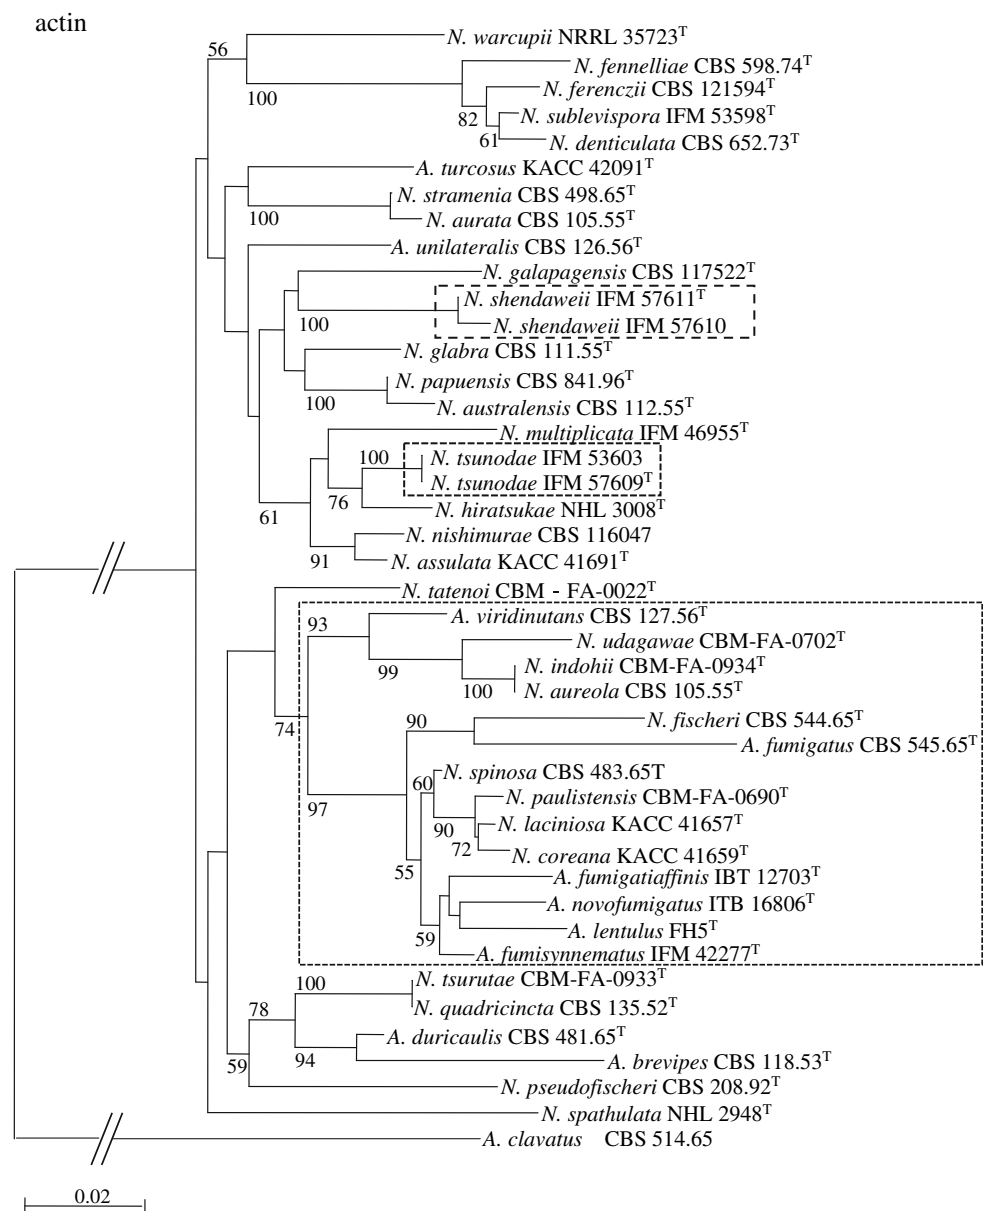 actin
N. warcupii NRRL 35723T
56
N. fennelliae CBS 598.74T
N. ferenczii CBS 121594T
100
82
N. sublevispora IFM 53598T
61
N. denticulata CBS 652.73T
A. turcosus KACC 42091T
N. stramenia CBS 498.65T
100
N. aurata CBS 105.55T
A. unilateralis CBS 126.56T
N. galapagensis CBS 117522T
N. shendaweii IFM 57611T
100
N. shendaweii IFM 57610
N. glabra CBS 111.55T
N. papuensis CBS 841.96T
100
N. australensis CBS 112.55T
N. multiplicata IFM 46955T
100
N. tsunodae IFM 53603
N. tsunodae IFM 57609T
76
61
N. hiratsukae NHL 3008T
N. nishimurae CBS 116047
91
N. assulata KACC 41691T
N. tatenoi CBM - FA-0022T
93
A. viridinutans CBS 127.56T
N. udagawae CBM-FA-0702T
99
N. indohii CBM-FA-0934T
100
N. aureola CBS 105.55T
74
90
N. fischeri CBS 544.65T
A. fumigatus CBS 545.65T
60
N. spinosa CBS 483.65T
97
N. paulistensis CBM-FA-0690T
90
N. laciniosa KACC 41657T
72
N. coreana KACC 41659T
55
A. fumigatiaffinis IBT 12703T
A. novofumigatus ITB 16806T
59
A. lentulus FH5T
A. fumisynnematus IFM 42277T
100
N. tsurutae CBM-FA-0933T
78
N. quadricincta CBS 135.52T
A. duricaulis CBS 481.65T
59
94
A. brevipes CBS 118.53T
N. pseudofischeri CBS 208.92T
N. spathulata NHL 2948T
A. clavatus CBS 514.65
0.02